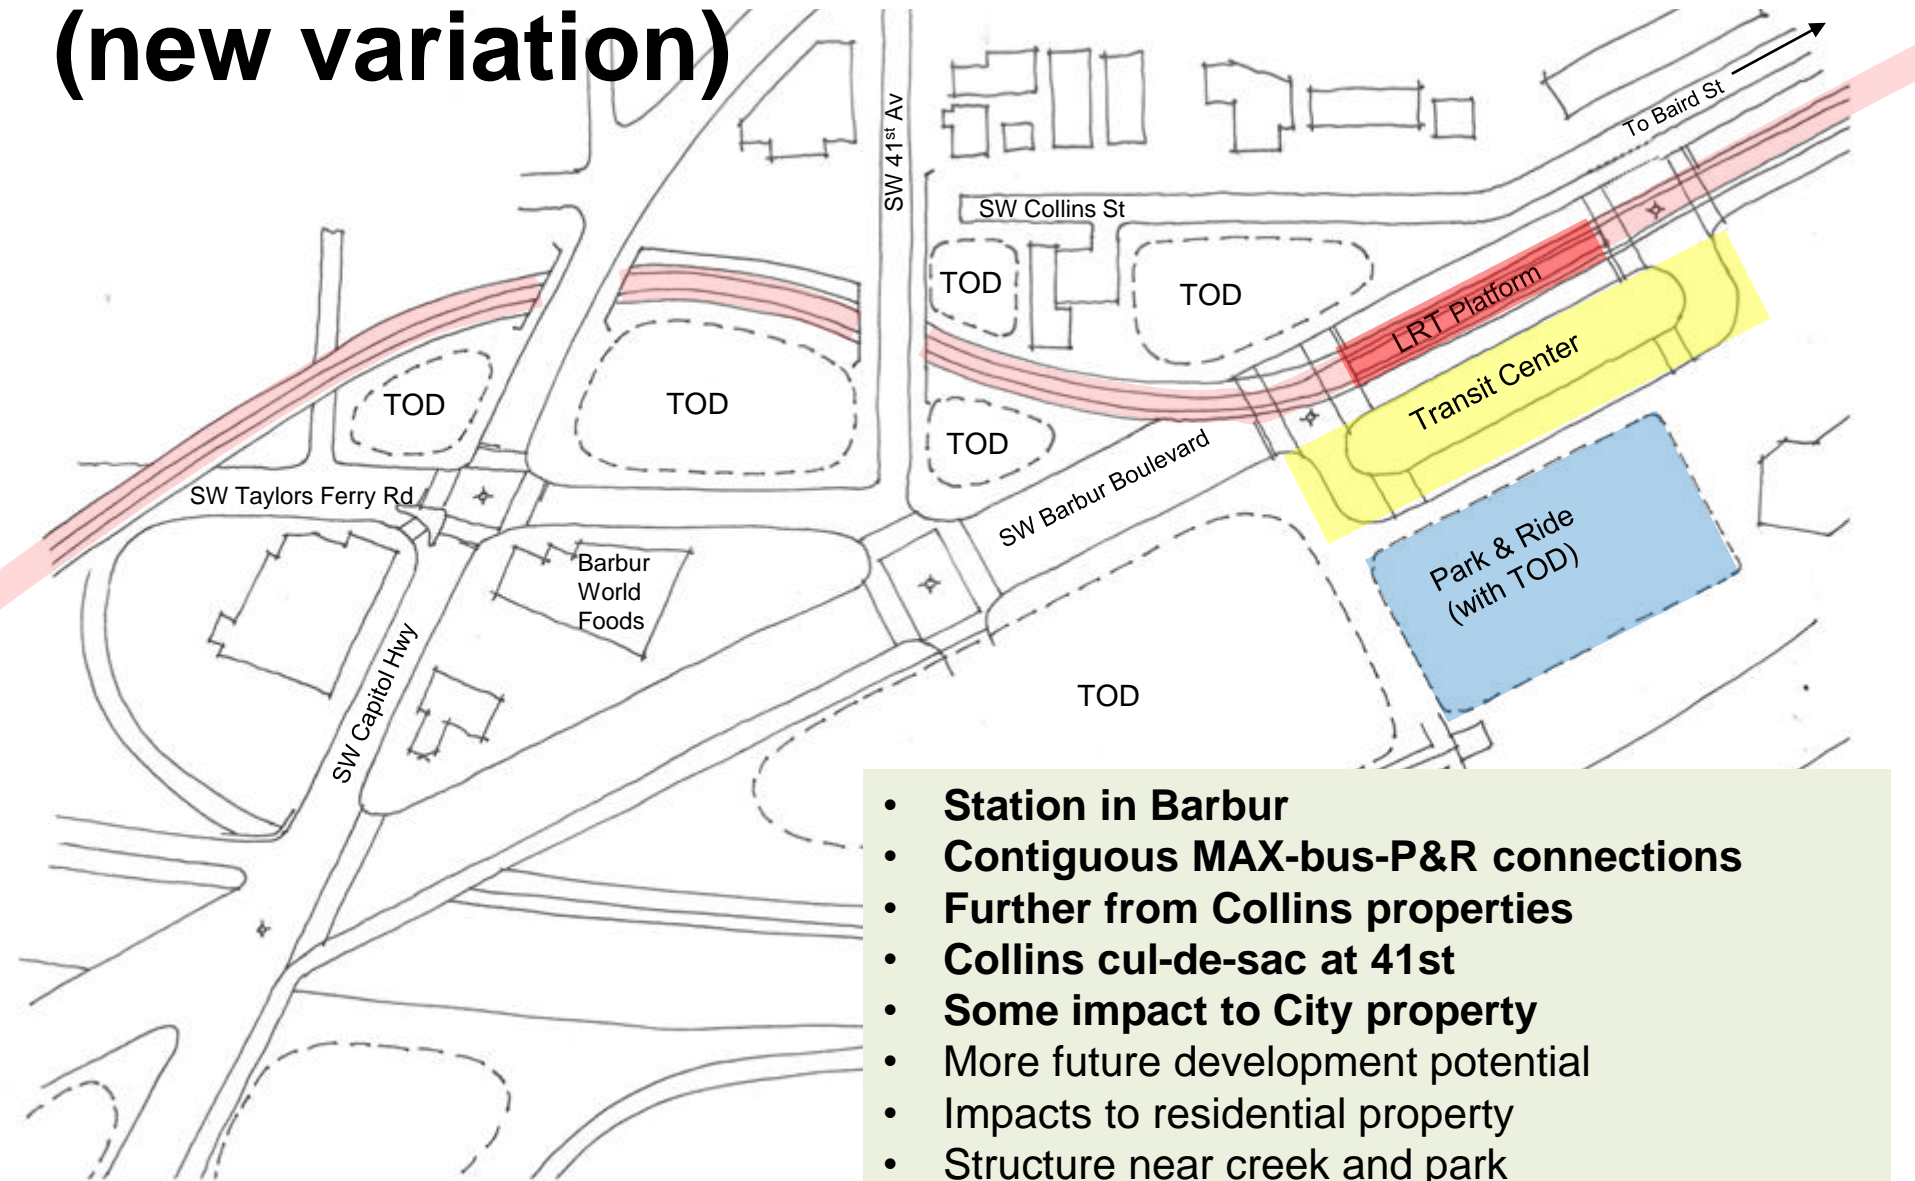 (new variation)
SW 41st Av
To Baird St
SW Collins St
TOD
TOD
LRT Platform
Transit Center
TOD
TOD
TOD
SW Barbur Boulevard
SW Taylors Ferry Rd
Barbur
World
Foods
Park & Ride
(with TOD)
SW Capitol Hwy
TOD
• Station in Barbur
• Contiguous MAX-bus-P&R connections
• Further from Collins properties
• Collins cul-de-sac at 41st
• Some impact to City property
• More future development potential
• Impacts to residential property
• Structure near creek and park